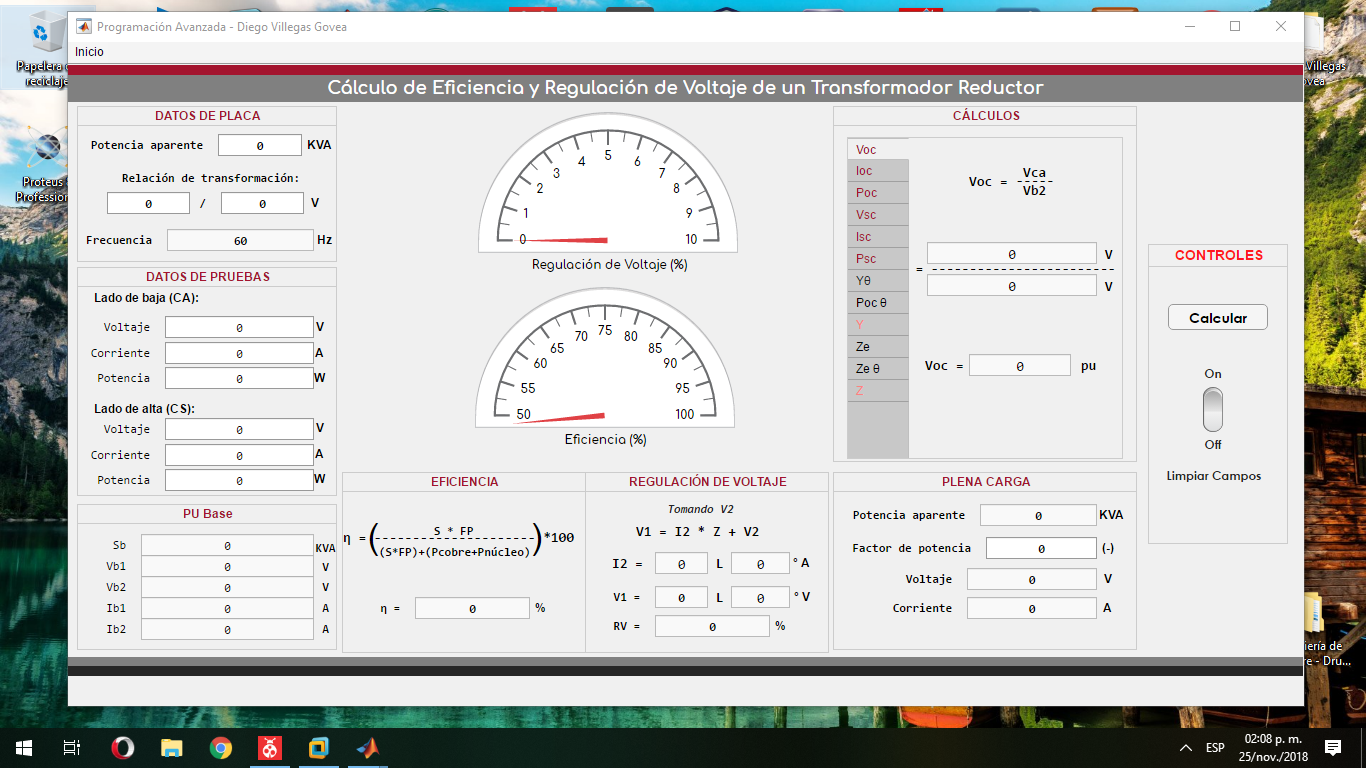 Programación Avanzada - Diego Villegas Govea
Inicio
Cálculo de Eficiencia y Regulación de Voltaje de un Transformador Reductor
Papelera
reciclaje
Proteus
Profession
Villegas
ovea
iería de
re - Dru...
DATOS DE PLACA
Potencia aparente 0 KVA
Relación de transformación:
0 / 0 V
Frecuencia 60 Hz
DATOS DE PRUEBAS
Lado de baja (CA):
Voltaje 0 V
Corriente 0 A
Potencia 0 W
Lado de alta (CS):
Voltaje 0 V
Corriente 0 A
Potencia 0 W
PU Base
Sb 0 KVA
Vb1 0 V
Vb2 0 V
Ib1 0 A
Ib2 0 A
0 1 2 3 4 5 6 7 8 9 10
Regulación de Voltaje (%)
50 55 60 65 70 75 80 85 90 95 100
Eficiencia (%)
EFICIENCIA
S * FP
η = (--------------------)*100
(S*FP)+(Pcobre+Pnúcleo)
η = 0 %
REGULACIÓN DE VOLTAJE
Tomando V2
V1 = I2 * Z + V2
I2 = 0 L 0 ° A
V1 = 0 L 0 ° V
RV = 0 %
CÁLCULOS
Voc
Ioc
Poc
Vsc
Isc
Psc
Yθ
Poc θ
Y
Ze
Ze θ
Z
Vca
Voc = -----
Vb2
0 V
= ------------------------
0 V
Voc = 0 pu
PLENA CARGA
Potencia aparente 0 KVA
Factor de potencia 0 (-)
Voltaje 0 V
Corriente 0 A
CONTROLES
Calcular
On
Off
Limpiar Campos
ESP
02:08 p. m.
25/nov./2018